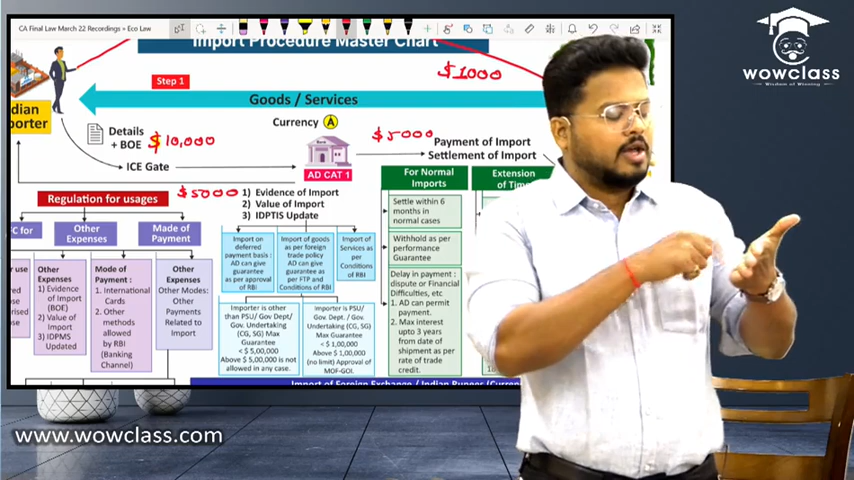 CA Final Law March 22 Recordings » Eco Law
Import Procedure Master Chart
$1000
Step 1
Goods / Services
Currency A
Details
+ BOE $10,000
ICE Gate
Bank
AD CAT 1
$5000
Payment of Import
Settlement of Import
$5000
1) Evidence of Import
2) Value of Import
3) IDPTIS Update
Regulation for usages
Other
Expenses
Made of
Payment
Other
Expenses
1) Evidence of
Import (BOE)
2) Value of
Import
3) IDPMS
Updated
Mode of
Payment :
1. International
Cards
2. Other
methods
allowed
by RBI
(Banking
Channel)
Other
Expenses
Other Modes:
Other
Payments
Related to
Import
Import on
deferred
payment basis :
AD can give
guarantee
as per approval
of RBI
Import of goods
as per foreign
trade policy
AD can give
guarantee as
per FTP and
Conditions of RBI
Import of
Services as
per
Conditions
of RBI
Importer is other
than PSU/ Gov Dept/
Gov. Undertaking
(CG, SG) Max
Guarantee
< $ 5,00,000
Above $ 5,00,000 is not
allowed in any case.
Importer is PSU/
Gov. Dept. / Gov.
Undertaking (CG, SG)
Max Guarantee
< $ 1,00,000
Above $ 1,00,000
(no limit) Approval of
MOF-GOI.
For Normal
Imports
Settle within 6
months in
normal cases
Withhold as per
performance
Guarantee
Delay in payment :
dispute or Financial
Difficulties, etc
1. AD can permit
payment.
2. Max interest
upto 3 years
from date of
shipment as per
rate of trade
credit.
Extension
of Time
Import of Foreign Exchange / Indian Rupees (Curre
wowclass
Wisdom of Winning
www.wowclass.com